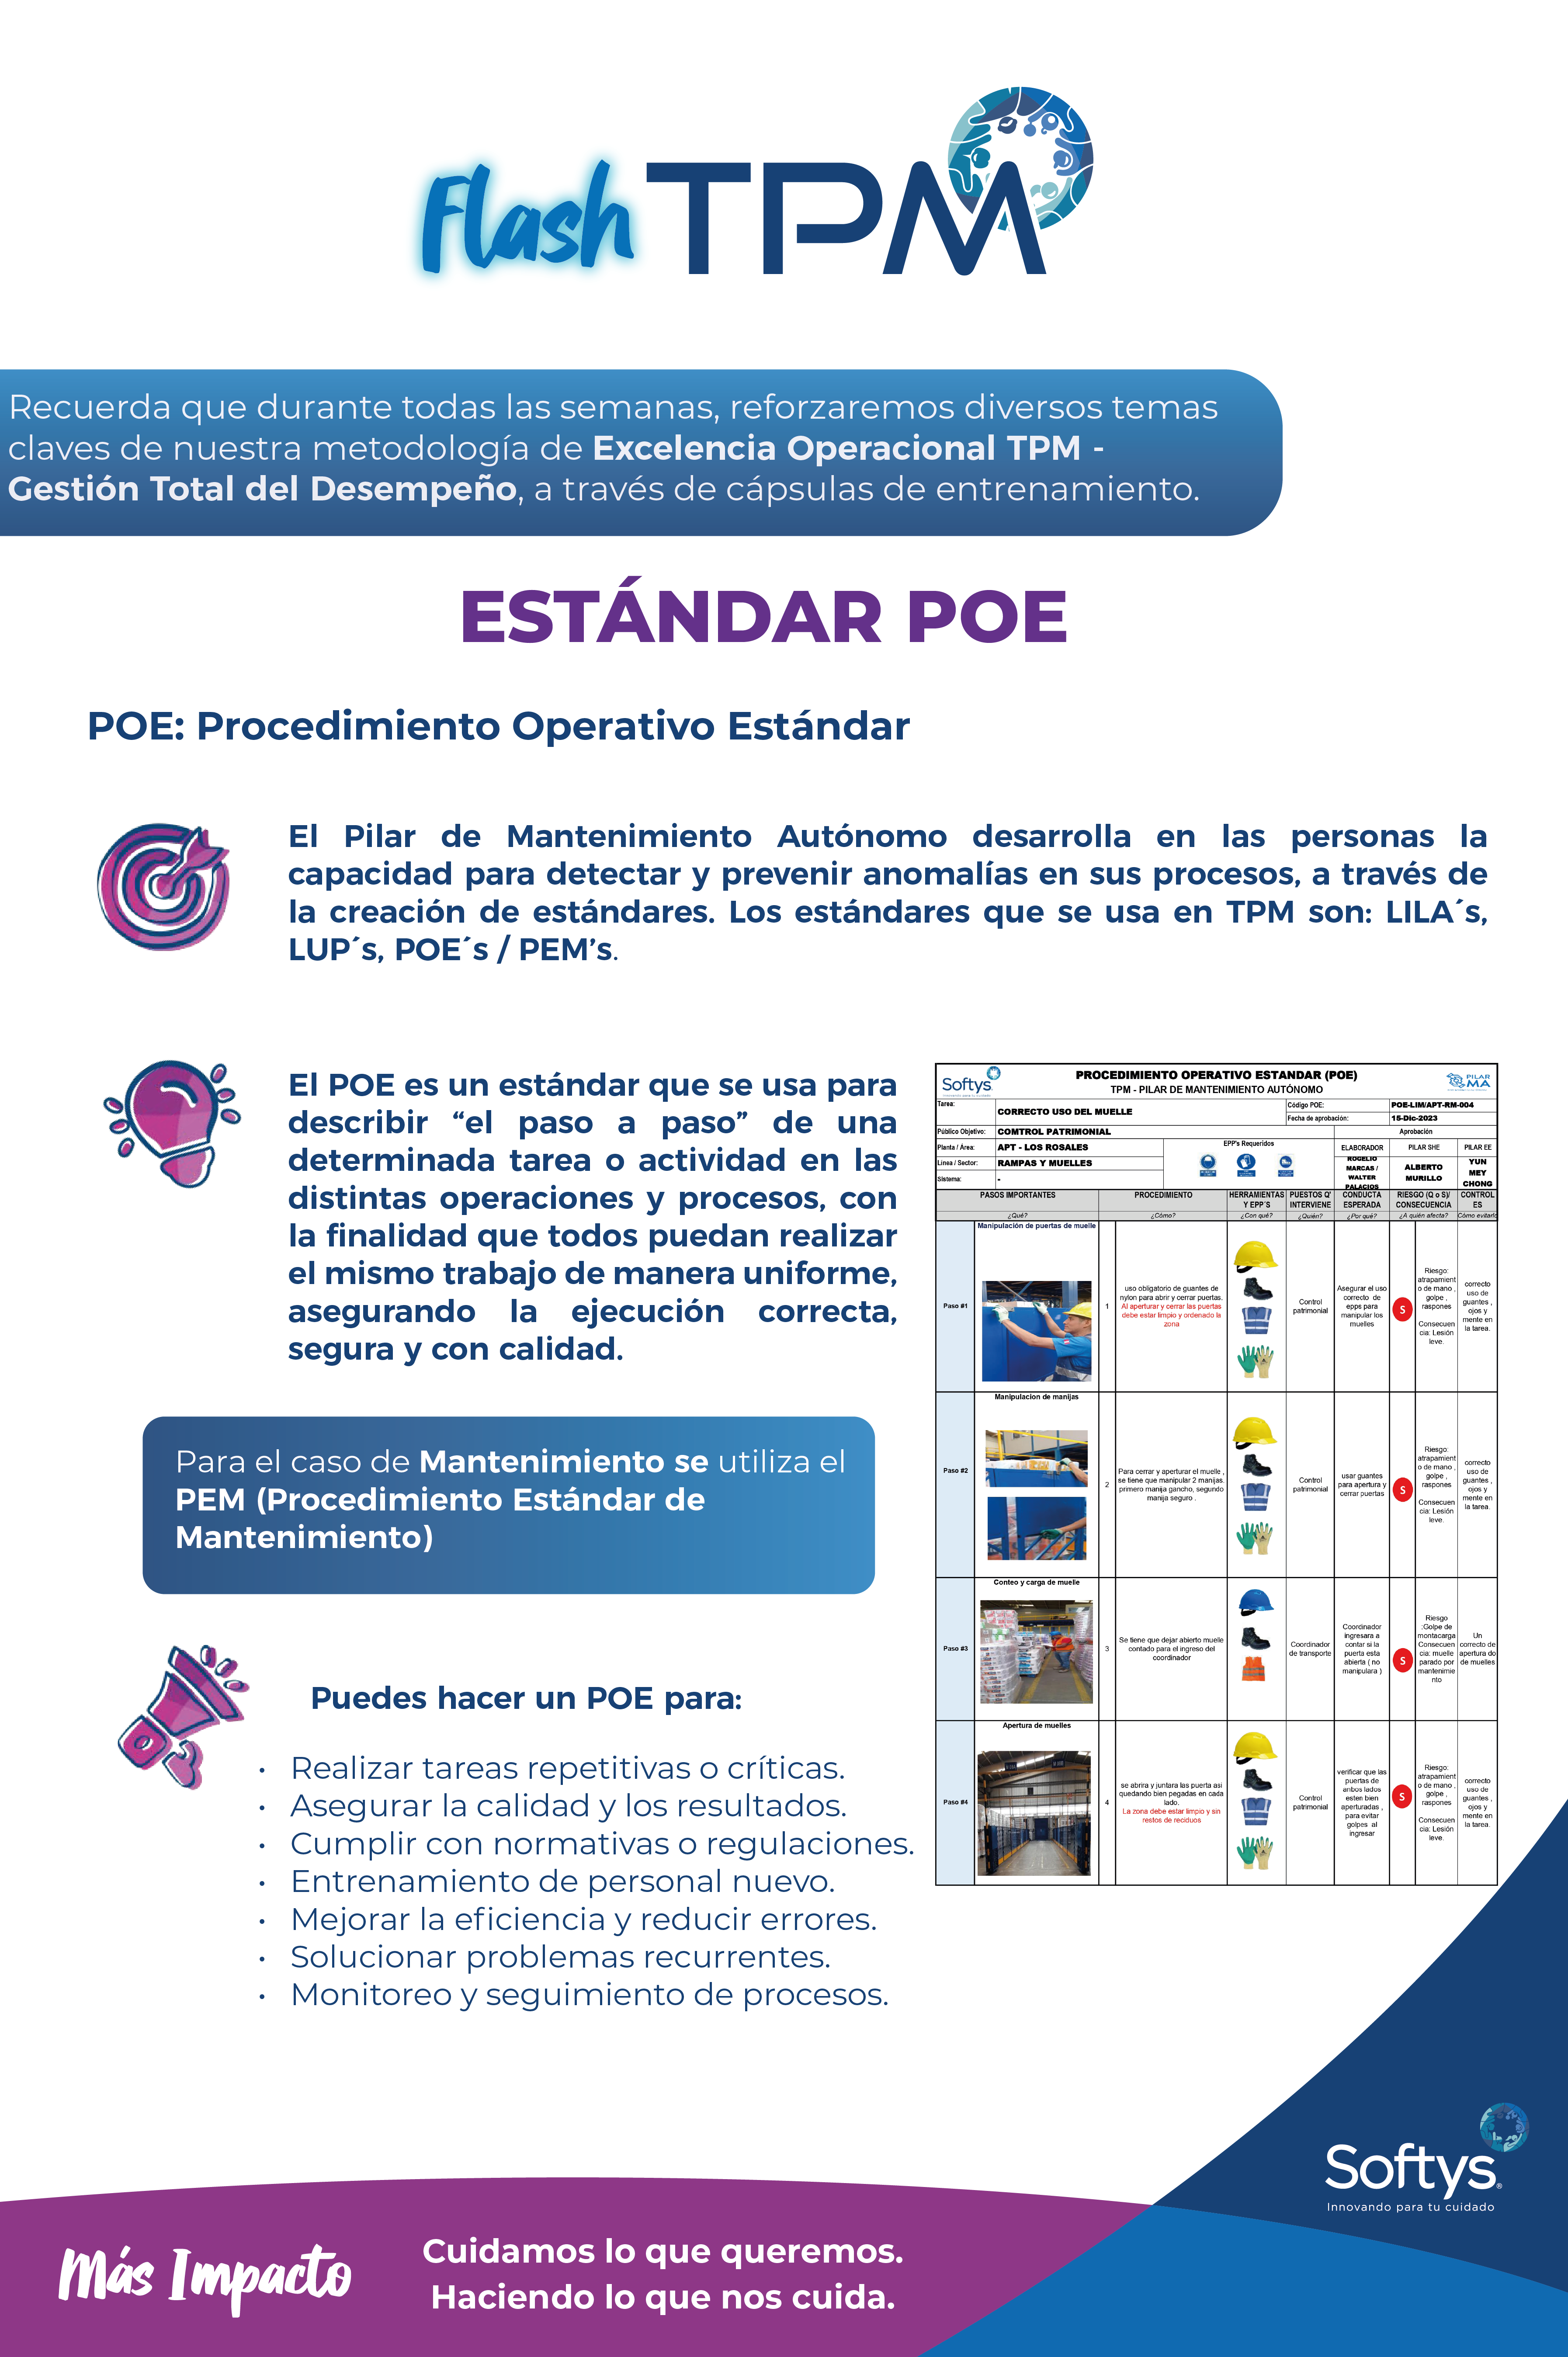 Flash TPM
Recuerda que durante todas las semanas, reforzaremos diversos temas
claves de nuestra metodología de Excelencia Operacional TPM -
Gestión Total del Desempeño, a través de cápsulas de entrenamiento.
ESTÁNDAR POE
POE: Procedimiento Operativo Estándar
El Pilar de Mantenimiento Autónomo desarrolla en las personas la
capacidad para detectar y prevenir anomalías en sus procesos, a través de
la creación de estándares. Los estándares que se usa en TPM son: LILA´s,
LUP´s, POE´s / PEM’s.
El POE es un estándar que se usa para
describir “el paso a paso” de una
determinada tarea o actividad en las
distintas operaciones y procesos, con
la finalidad que todos puedan realizar
el mismo trabajo de manera uniforme,
asegurando la ejecución correcta,
segura y con calidad.
Para el caso de Mantenimiento se utiliza el
PEM (Procedimiento Estándar de
Mantenimiento)
Puedes hacer un POE para:
• Realizar tareas repetitivas o críticas.
• Asegurar la calidad y los resultados.
• Cumplir con normativas o regulaciones.
• Entrenamiento de personal nuevo.
• Mejorar la eficiencia y reducir errores.
• Solucionar problemas recurrentes.
• Monitoreo y seguimiento de procesos.
Softys
PROCEDIMIENTO OPERATIVO ESTANDAR (POE)
TPM - PILAR DE MANTENIMIENTO AUTÓNOMO
PILAR
MA
Tarea:
CORRECTO USO DEL MUELLE
Código POE:
POE-LIM/APT-RM-004
Fecha de aprobación:
15-Dic-2023
Público Objetivo:
COMTROL PATRIMONIAL
Aprobación
Planta / Área:
APT - LOS ROSALES
EPP's Requeridos
ELABORADOR
PILAR SHE
PILAR EE
Línea / Sector:
RAMPAS Y MUELLES
ROGELIO
MARCAS /
WALTER
PALACIOS
ALBERTO
MURILLO
YUN
MEY
CHONG
Sistema:
-
PASOS IMPORTANTES
PROCEDIMIENTO
HERRAMIENTAS
Y EPP´S
PUESTOS Q'
INTERVIENE
CONDUCTA
ESPERADA
RIESGO (Q o S)/
CONSECUENCIA
CONTROL
ES
¿Qué?
¿Cómo?
¿Con qué?
¿Quién?
¿Por qué?
¿A quién afecta?
Cómo evitarlo
Paso #1
Manipulación de puertas de muelle
1
uso obligatorio de guantes de
nylon para abrir y cerrar puertas.
Al aperturar y cerrar las puertas
debe estar limpio y ordenado la
zona
Control
patrimonial
Asegurar el uso
correcto de
epps para
manipular los
muelles
S
Riesgo:
atrapamient
o de mano ,
golpe ,
raspones
Consecuen
cia: Lesión
leve.
correcto
uso de
guantes ,
ojos y
mente en
la tarea.
Paso #2
Manipulacion de manijas
2
Para cerrar y aperturar el muelle ,
se tiene que manipular 2 manijas.
primero manija gancho, segundo
manija seguro .
Control
patrimonial
usar guantes
para apertura y
cerrar puertas
S
Riesgo:
atrapamient
o de mano ,
golpe ,
raspones
Consecuen
cia: Lesión
leve.
correcto
uso de
guantes ,
ojos y
mente en
la tarea.
Paso #3
Conteo y carga de muelle
3
Se tiene que dejar abierto muelle
contado para el ingreso del
coordinador
Coordinador
de transporte
Coordinador
ingresara a
contar si la
puerta esta
abierta ( no
manipulara )
S
Riesgo
:Golpe de
montacarga
Consecuen
cia: muelle
parado por
mantenimie
nto
Un
correcto de
apertura do
de muelles
Paso #4
Apertura de muelles
4
se abrira y juntara las puerta asi
quedando bien pegadas en cada
lado.
La zona debe estar limpio y sin
restos de reciduos
Control
patrimonial
verificar que las
puertas de
anbos lados
esten bien
aperturadas ,
para evitar
golpes al
ingresar
S
Riesgo:
atrapamient
o de mano ,
golpe ,
raspones
Consecuen
cia: Lesión
leve.
correcto
uso de
guantes ,
ojos y
mente en
la tarea.
Softys
Innovando para tu cuidado
Más Impacto
Cuidamos lo que queremos.
Haciendo lo que nos cuida.